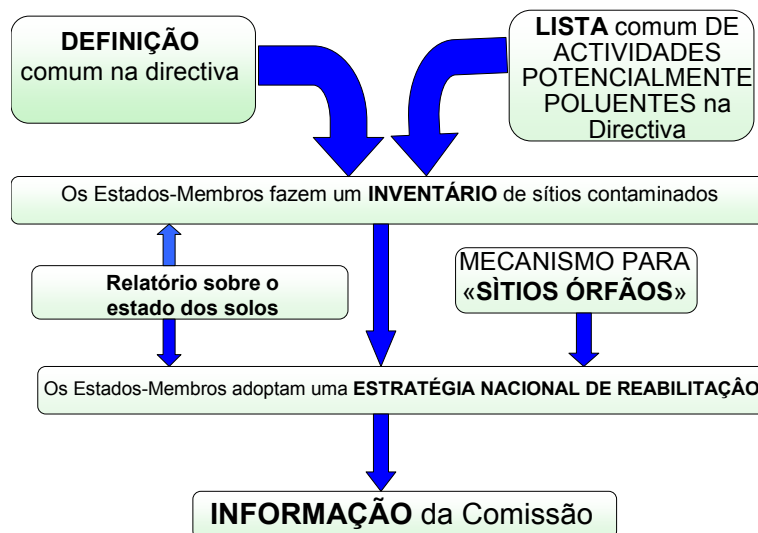 DEFINIÇÃO
comum na directiva
LISTA comum DE
ACTIVIDADES
POTENCIALMENTE
POLUENTES na
Directiva
Os Estados-Membros fazem um INVENTÁRIO de sítios contaminados
Relatório sobre o
estado dos solos
MECANISMO PARA
«SÌTIOS ÓRFÃOS»
Os Estados-Membros adoptam uma ESTRATÉGIA NACIONAL DE REABILITAÇÂO
INFORMAÇÃO da Comissão